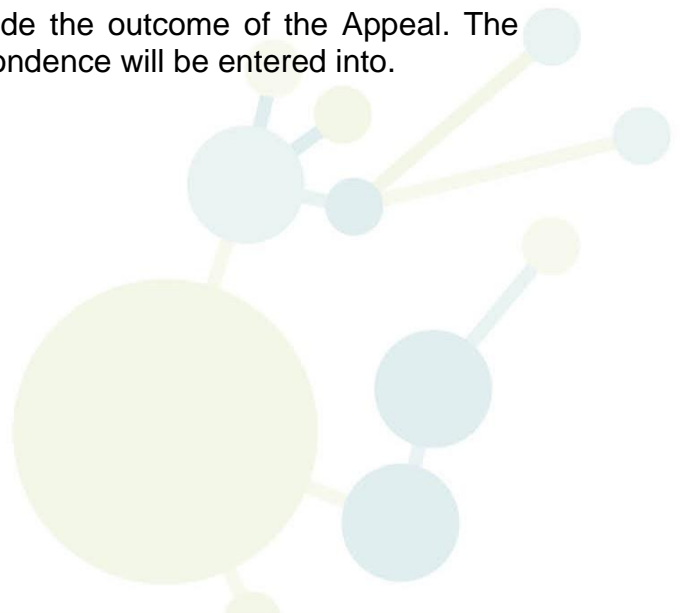 de the outcome of the Appeal. The
ondence will be entered into.